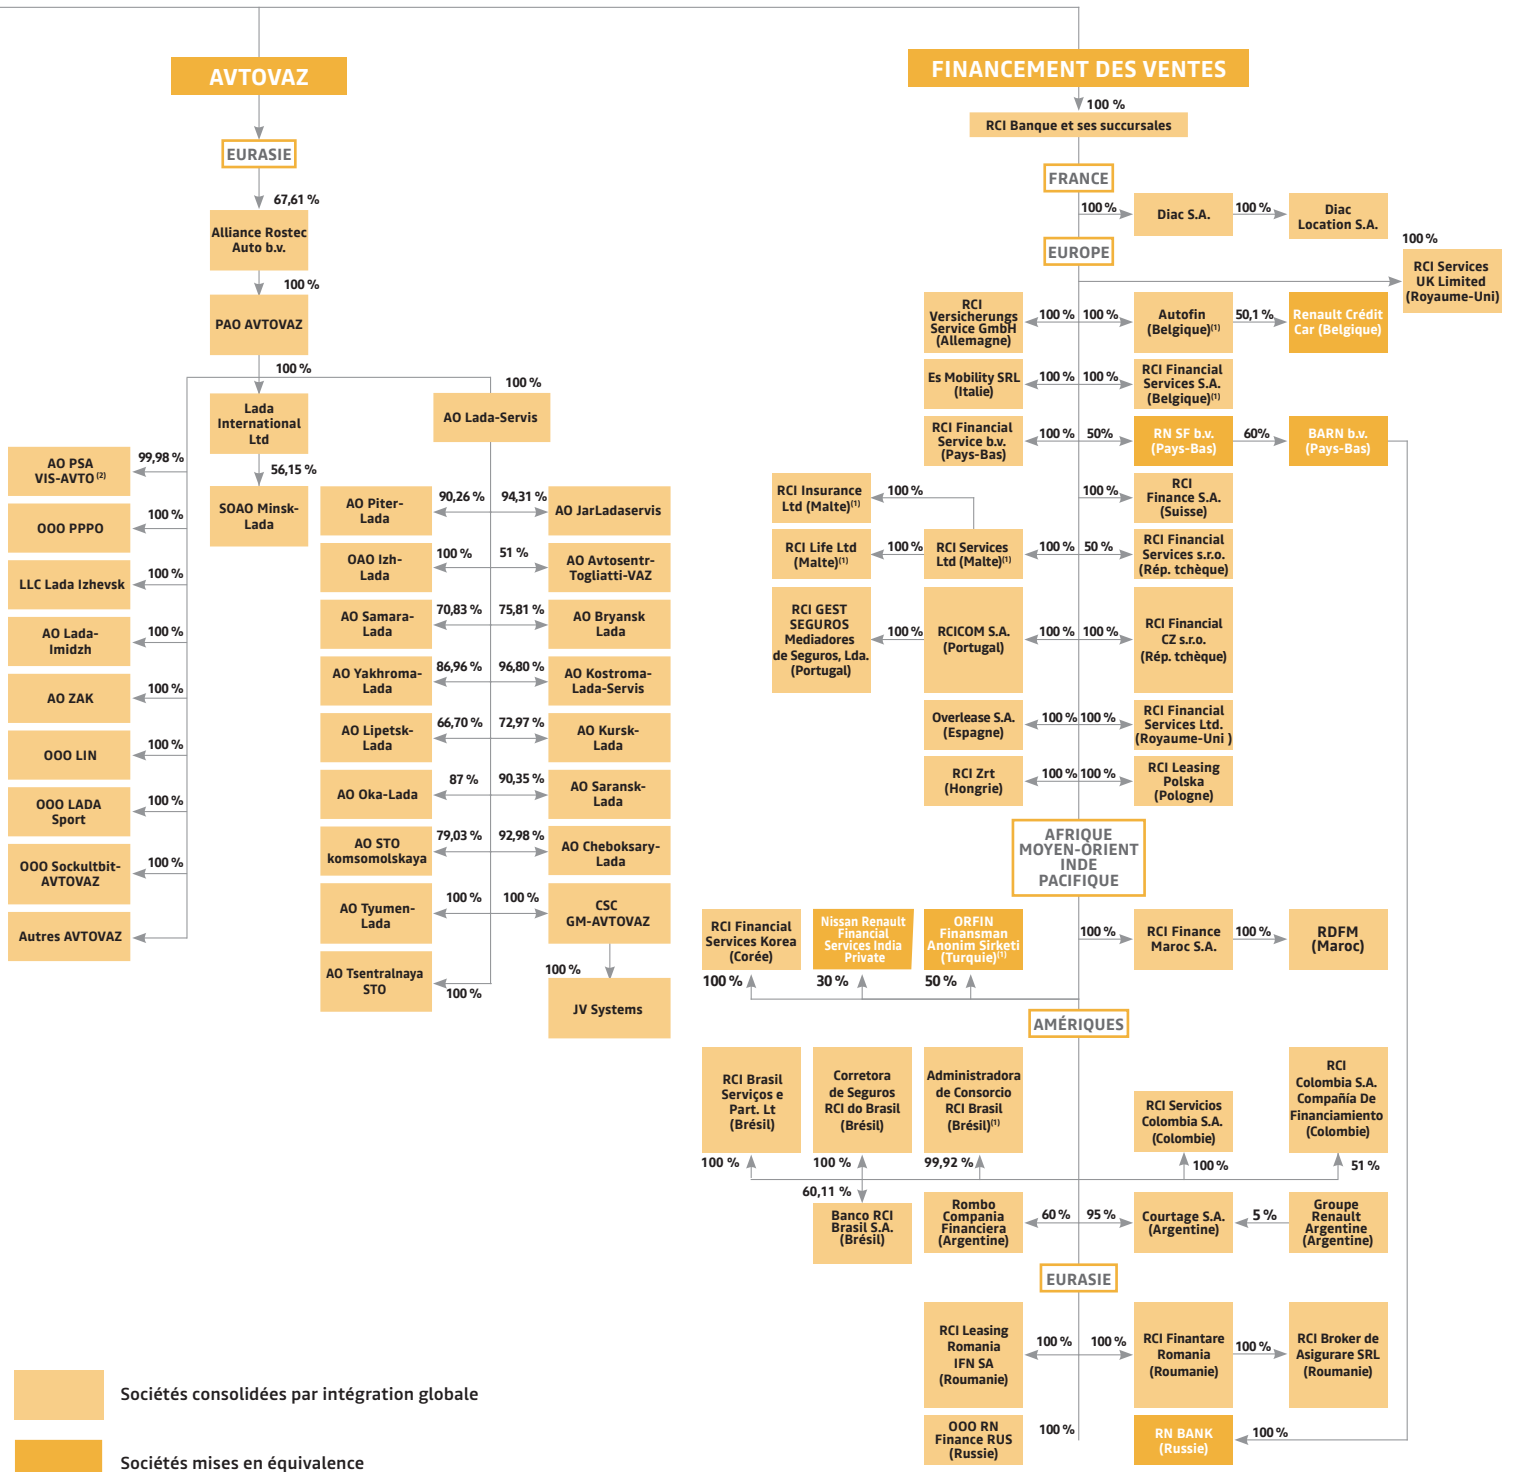 AVTOVAZ
EURASIE
67,61 %
Alliance Rostec
Auto b.v.
100 %
PAO AVTOVAZ
100 %
100 %
Lada
International
Ltd
AO Lada-Servis
56,15 %
SOAO Minsk-
Lada
99,98 %
AO PSA
VIS-AVTO (2)
100 %
OOO PPPO
100 %
LLC Lada Izhevsk
100 %
AO Lada-
Imidzh
100 %
AO ZAK
100 %
OOO LIN
100 %
OOO LADA
Sport
100 %
OOO Sockultbit-
AVTOVAZ
Autres AVTOVAZ
AO Piter-
Lada
90,26 %
94,31 %
AO JarLadaservis
OAO Izh-
Lada
100 %
51 %
AO Avtosentr-
Togliatti-VAZ
AO Samara-
Lada
70,83 %
75,81 %
AO Bryansk
Lada
AO Yakhroma-
Lada
86,96 %
96,80 %
AO Kostroma-
Lada-Servis
AO Lipetsk-
Lada
66,70 %
72,97 %
AO Kursk-
Lada
AO Oka-Lada
87 %
90,35 %
AO Saransk-
Lada
AO STO
komsomolskaya
79,03 %
92,98 %
AO Cheboksary-
Lada
AO Tyumen-
Lada
100 %
100 %
CSC
GM-AVTOVAZ
AO Tsentralnaya
STO
100 %
100 %
JV Systems
FINANCEMENT DES VENTES
100 %
RCI Banque et ses succursales
FRANCE
100 %
Diac S.A.
100 %
Diac
Location S.A.
EUROPE
100 %
RCI Services
UK Limited
(Royaume-Uni)
RCI
Versicherungs
Service GmbH
(Allemagne)
100 %
100 %
Autofin
(Belgique)(1)
50,1 %
Renault Crédit
Car (Belgique)
Es Mobility SRL
(Italie)
100 %
100 %
RCI Financial
Services S.A.
(Belgique)(1)
RCI Financial
Service b.v.
(Pays-Bas)
100 %
50%
RN SF b.v.
(Pays-Bas)
60%
BARN b.v.
(Pays-Bas)
RCI Insurance
Ltd (Malte)(1)
100 %
100 %
RCI
Finance S.A.
(Suisse)
RCI Life Ltd
(Malte)(1)
100 %
RCI Services
Ltd (Malte)(1)
100 %
50 %
RCI Financial
Services s.r.o.
(Rép. tchèque)
RCI GEST
SEGUROS
Mediadores
de Seguros, Lda.
(Portugal)
100 %
RCICOM S.A.
(Portugal)
100 %
100 %
RCI Financial
CZ s.r.o.
(Rép. tchèque)
Overlease S.A.
(Espagne)
100 %
100 %
RCI Financial
Services Ltd.
(Royaume-Uni )
RCI Zrt
(Hongrie)
100 %
100 %
RCI Leasing
Polska
(Pologne)
AFRIQUE
MOYEN-ORIENT
INDE
PACIFIQUE
RCI Financial
Services Korea
(Corée)
100 %
Nissan Renault
Financial
Services India
Private
30 %
ORFIN
Finansman
Anonim Sirketi
(Turquie)(1)
50 %
100 %
RCI Finance
Maroc S.A.
100 %
RDFM
(Maroc)
AMÉRIQUES
RCI Brasil
Serviços e
Part. Lt
(Brésil)
100 %
Corretora
de Seguros
RCI do Brasil
(Brésil)
100 %
Administradora
de Consorcio
RCI Brasil
(Brésil)(1)
99,92 %
RCI Servicios
Colombia S.A.
(Colombie)
100 %
RCI
Colombia S.A.
Compañía De
Financiamiento
(Colombie)
51 %
60,11 %
Banco RCI
Brasil S.A.
(Brésil)
Rombo
Compania
Financiera
(Argentine)
60 %
95 %
Courtage S.A.
(Argentine)
5 %
Groupe
Renault
Argentine
(Argentine)
EURASIE
RCI Leasing
Romania
IFN SA
(Roumanie)
100 %
100 %
RCI Finantare
Romania
(Roumanie)
100 %
RCI Broker de
Asigurare SRL
(Roumanie)
OOO RN
Finance RUS
(Russie)
100 %
RN BANK
(Russie)
100 %
Sociétés consolidées par intégration globale
Sociétés mises en équivalence